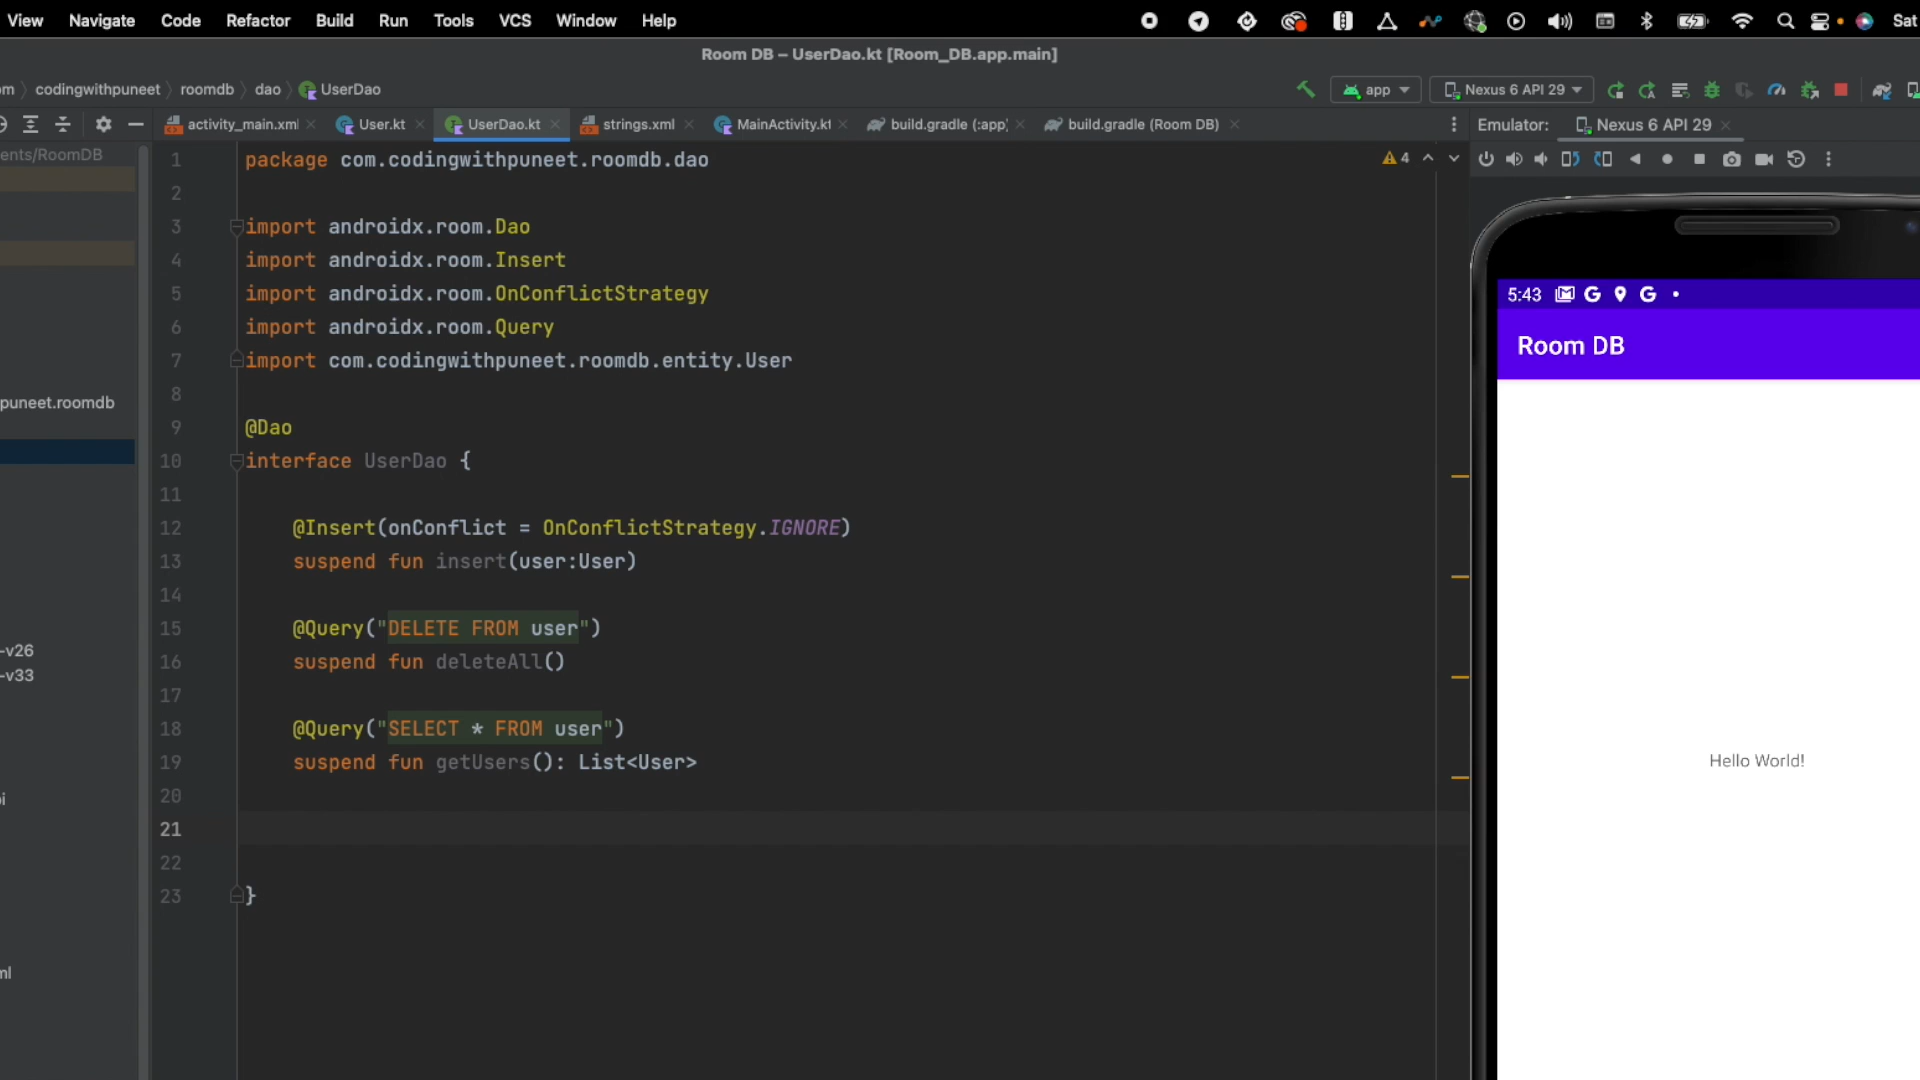 View Navigate Code Refactor Build Run Tools VCS Window Help Sat
Room DB – UserDao.kt [Room_DB.app.main]
om codingwithpuneet roomdb dao UserDao app Nexus 6 API 29
activity_main.xml User.kt UserDao.kt strings.xml MainActivity.kt build.gradle (:app) build.gradle (Room DB) Emulator: Nexus 6 API 29
ents/RoomDB
puneet.roomdb
-v26
-v33
pi
ml
1 package com.codingwithpuneet.roomdb.dao 4
2
3 import androidx.room.Dao
4 import androidx.room.Insert
5 import androidx.room.OnConflictStrategy
6 import androidx.room.Query
7 import com.codingwithpuneet.roomdb.entity.User
8
9 @Dao
10 interface UserDao {
11
12 @Insert(onConflict = OnConflictStrategy.IGNORE)
13 suspend fun insert(user:User)
14
15 @Query("DELETE FROM user")
16 suspend fun deleteAll()
17
18 @Query("SELECT * FROM user")
19 suspend fun getUsers(): List<User>
20
21
22
23 }
5:43
Room DB
Hello World!